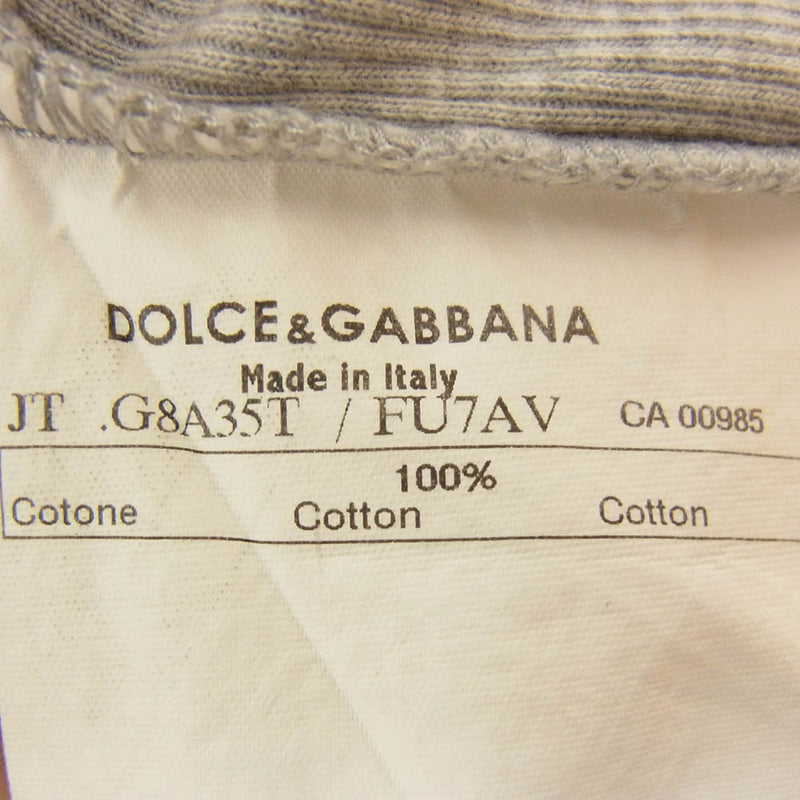 DOLCE&GABBANA
Made in Italy
JT .G8A35T / FU7AV CA 00985
100%
Cotone Cotton Cotton